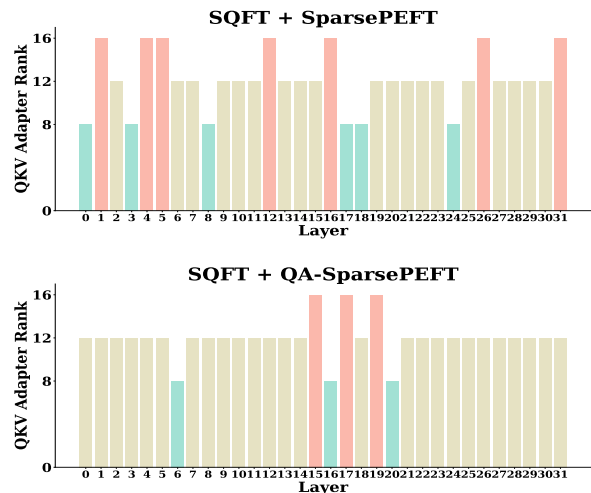 SQFT + SparsePEFT
QKV Adapter Rank
16
12
8
0
0 1 2 3 4 5 6 7 8 9 10 11 12 13 14 15 16 17 18 19 20 21 22 23 24 25 26 27 28 29 30 31
Layer
SQFT + QA-SparsePEFT
QKV Adapter Rank
16
12
8
0
0 1 2 3 4 5 6 7 8 9 10 11 12 13 14 15 16 17 18 19 20 21 22 23 24 25 26 27 28 29 30 31
Layer